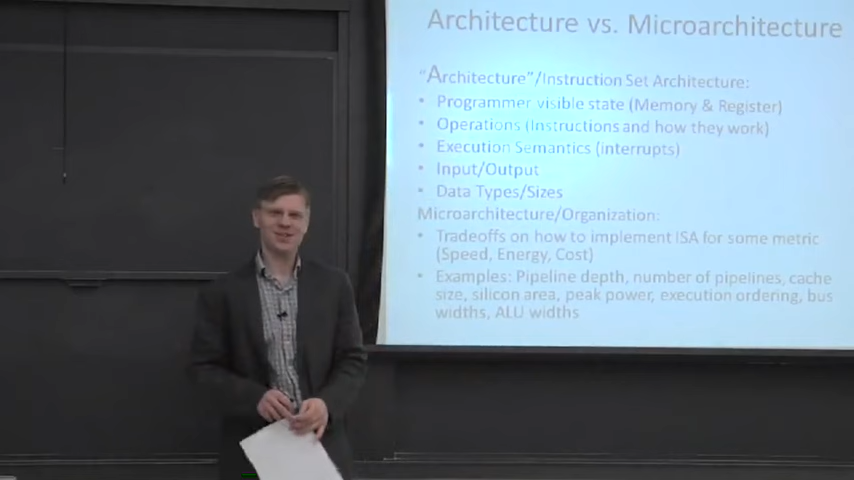 Architecture vs. Microarchitecture
"Architecture"/Instruction Set Architecture:
• Programmer visible state (Memory & Register)
• Operations (Instructions and how they work)
• Execution Semantics (interrupts)
• Input/Output
• Data Types/Sizes
Microarchitecture/Organization:
• Tradeoffs on how to implement ISA for some metric
(Speed, Energy, Cost)
• Examples: Pipeline depth, number of pipelines, cache
size, silicon area, peak power, execution ordering, bus
widths, ALU widths